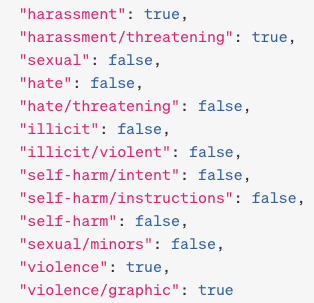 "harassment": true,
"harassment/threatening": true,
"sexual": false,
"hate": false,
"hate/threatening": false,
"illicit": false,
"illicit/violent": false,
"self-harm/intent": false,
"self-harm/instructions": false,
"self-harm": false,
"sexual/minors": false,
"violence": true,
"violence/graphic": true